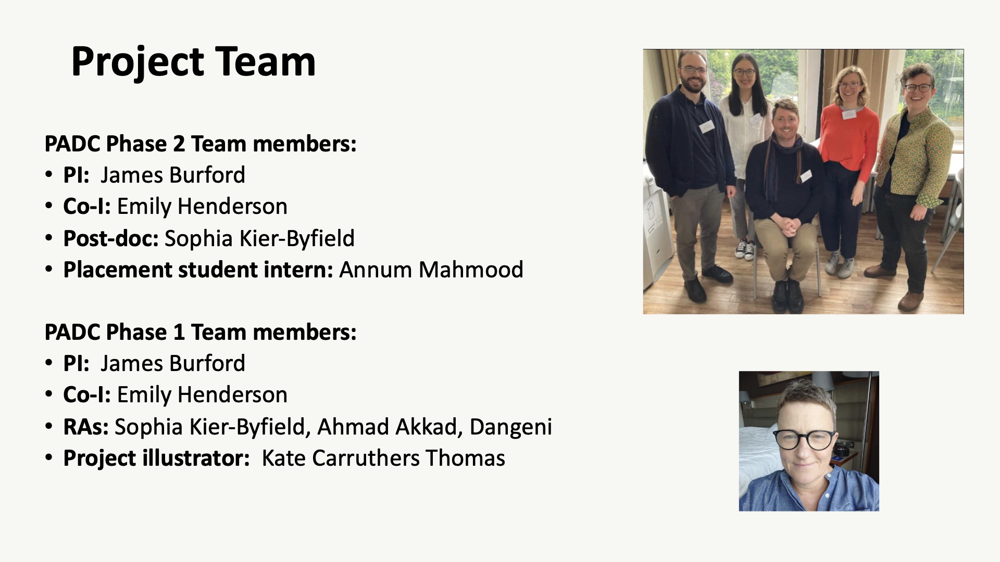 Project Team
PADC Phase 2 Team members:
• PI:  James Burford
• Co-I: Emily Henderson
• Post-doc: Sophia Kier-Byfield
• Placement student intern: Annum Mahmood
PADC Phase 1 Team members:
• PI:  James Burford
• Co-I: Emily Henderson
• RAs: Sophia Kier-Byfield, Ahmad Akkad, Dangeni
• Project illustrator:  Kate Carruthers Thomas